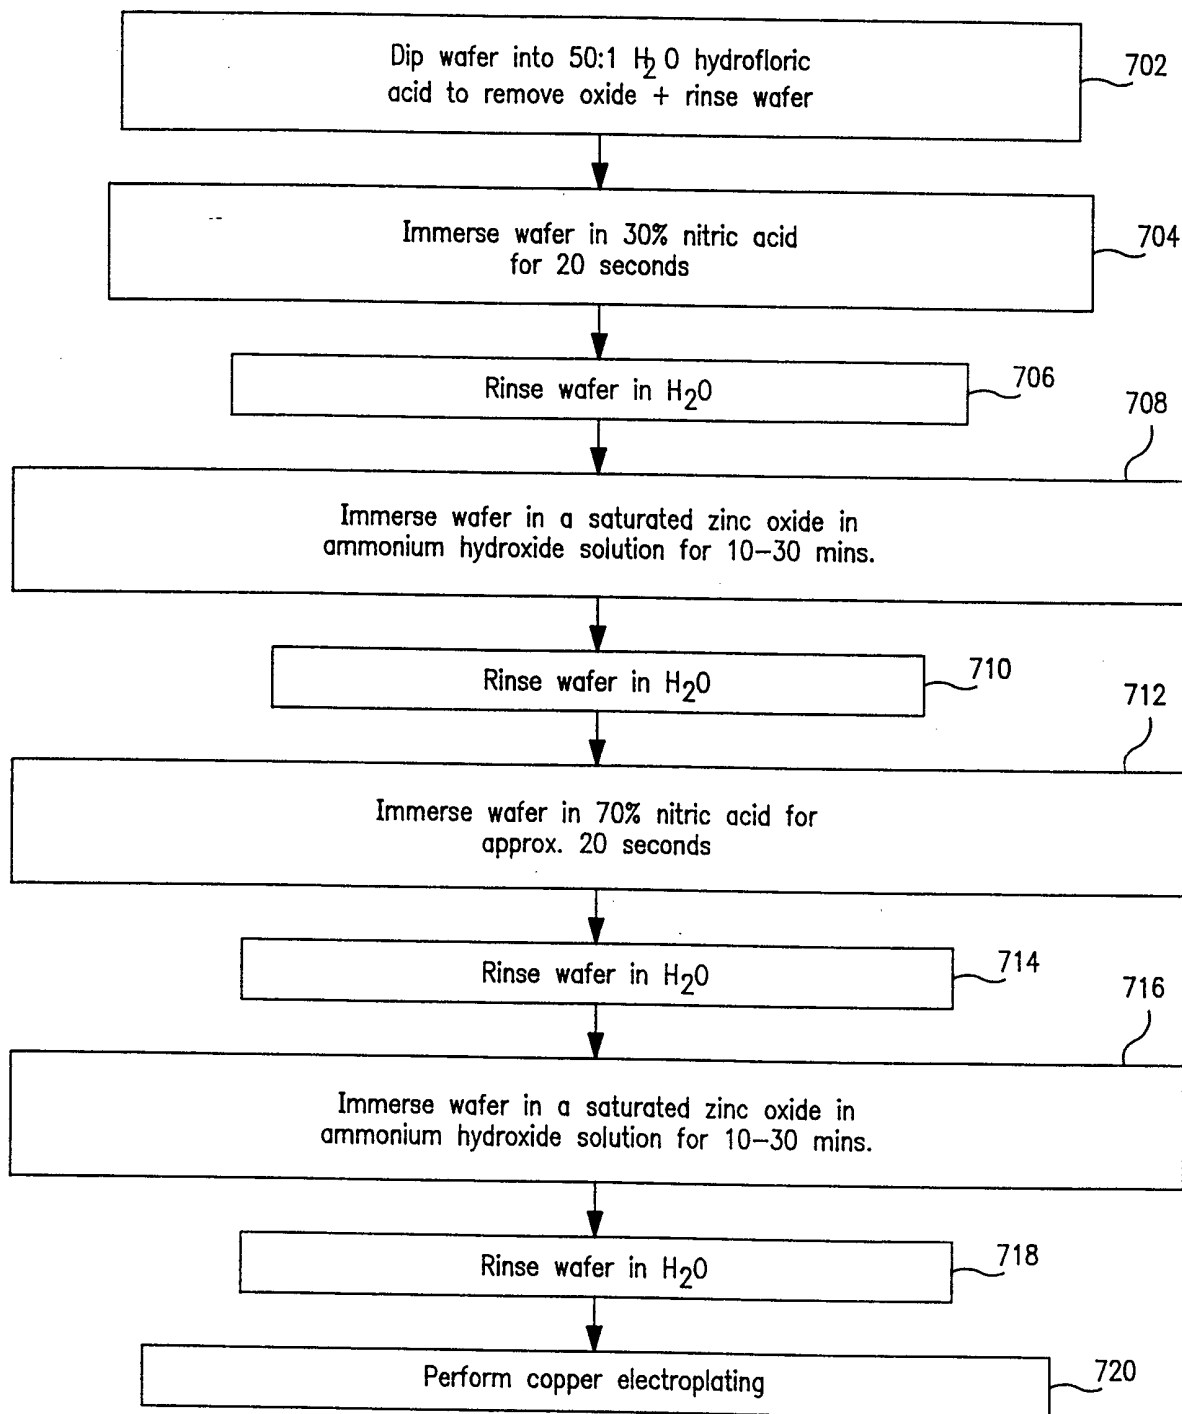 Dip wafer into 50:1 H2O hydrofloric
acid to remove oxide + rinse wafer
702
Immerse wafer in 30% nitric acid
for 20 seconds
704
Rinse wafer in H2O
706
708
Immerse wafer in a saturated zinc oxide in
ammonium hydroxide solution for 10-30 mins.
Rinse wafer in H2O
710
712
Immerse wafer in 70% nitric acid for
approx. 20 seconds
Rinse wafer in H2O
714
716
Immerse wafer in a saturated zinc oxide in
ammonium hydroxide solution for 10-30 mins.
Rinse wafer in H2O
718
Perform copper electroplating
720